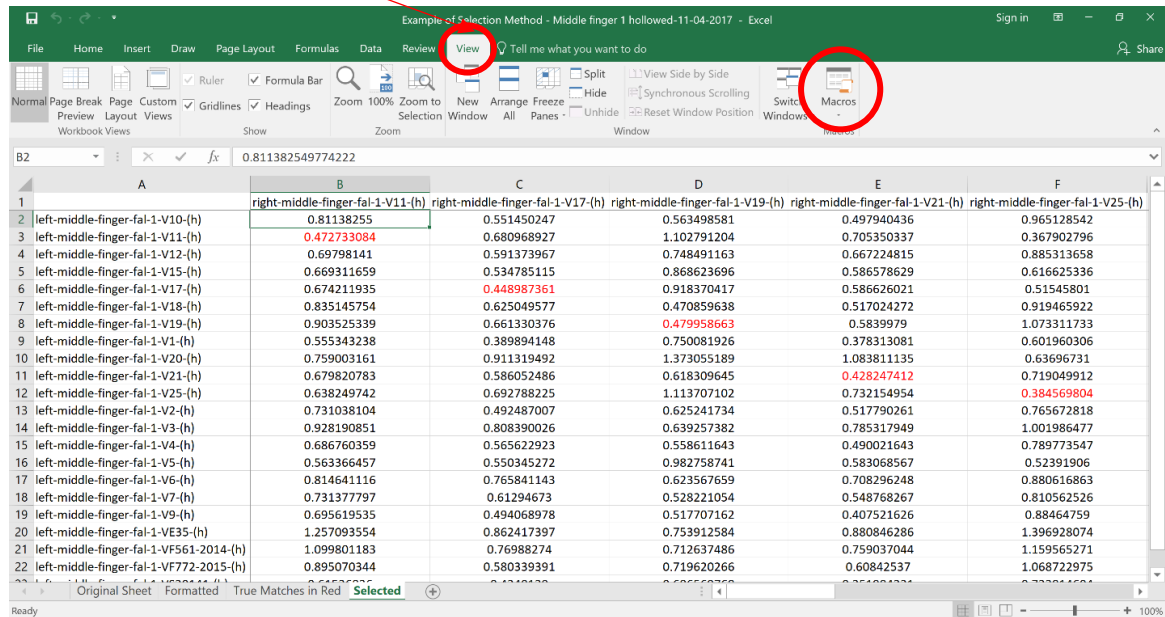 Example of Selection Method - Middle finger 1 hollowed-11-04-2017 - Excel
Sign in
File Home Insert Draw Page Layout Formulas Data Review View Tell me what you want to do
Share
Normal Page Break Preview Page Layout Custom Views
Workbook Views
Ruler Formula Bar
Gridlines Headings
Show
Zoom 100% Zoom to Selection
Zoom
New Window Arrange All Freeze Panes
Split
Hide
Unhide
View Side by Side
Synchronous Scrolling
Reset Window Position
Window
Switch Windows
Macros
Macros
B2 fx 0.811382549774222
A B C D E F
1 right-middle-finger-fal-1-V11-(h) right-middle-finger-fal-1-V17-(h) right-middle-finger-fal-1-V19-(h) right-middle-finger-fal-1-V21-(h) right-middle-finger-fal-1-V25-(h)
2 left-middle-finger-fal-1-V10-(h) 0.81138255 0.551450247 0.563498581 0.497940436 0.965128542
3 left-middle-finger-fal-1-V11-(h) 0.472733084 0.680968927 1.102791204 0.705350337 0.367902796
4 left-middle-finger-fal-1-V12-(h) 0.69798141 0.591373967 0.748491163 0.667224815 0.885313658
5 left-middle-finger-fal-1-V15-(h) 0.669311659 0.534785115 0.868623696 0.586578629 0.616625336
6 left-middle-finger-fal-1-V17-(h) 0.674211935 0.448987361 0.918370417 0.586626021 0.51545801
7 left-middle-finger-fal-1-V18-(h) 0.835145754 0.625049577 0.470859638 0.517024272 0.919465922
8 left-middle-finger-fal-1-V19-(h) 0.903525339 0.661330376 0.479958663 0.5839979 1.073311733
9 left-middle-finger-fal-1-V1-(h) 0.555343238 0.389894148 0.750081926 0.378313081 0.601960306
10 left-middle-finger-fal-1-V20-(h) 0.759003161 0.911319492 1.373055189 1.083811135 0.63696731
11 left-middle-finger-fal-1-V21-(h) 0.679820783 0.586052486 0.618309645 0.428247412 0.719049912
12 left-middle-finger-fal-1-V25-(h) 0.638249742 0.692788225 1.113707102 0.732154954 0.384569804
13 left-middle-finger-fal-1-V2-(h) 0.731038104 0.492487007 0.625241734 0.517790261 0.765672818
14 left-middle-finger-fal-1-V3-(h) 0.928190851 0.808390026 0.639257382 0.785317949 1.001986477
15 left-middle-finger-fal-1-V4-(h) 0.686760359 0.565622923 0.558611643 0.490021643 0.789773547
16 left-middle-finger-fal-1-V5-(h) 0.563366457 0.550345272 0.982758741 0.583068567 0.52391906
17 left-middle-finger-fal-1-V6-(h) 0.814641116 0.765841143 0.623567659 0.708296248 0.880616863
18 left-middle-finger-fal-1-V7-(h) 0.731377797 0.61294673 0.528221054 0.548768267 0.810562526
19 left-middle-finger-fal-1-V9-(h) 0.695619535 0.494068978 0.517707162 0.407521626 0.88464759
20 left-middle-finger-fal-1-VE35-(h) 1.257093554 0.862417397 0.753912584 0.880846286 1.396928074
21 left-middle-finger-fal-1-VF561-2014-(h) 1.099801183 0.76988274 0.712637486 0.759037044 1.159565271
22 left-middle-finger-fal-1-VF772-2015-(h) 0.895070344 0.580339391 0.719620266 0.60842537 1.068722975
Original Sheet Formatted True Matches in Red Selected
Ready
100%